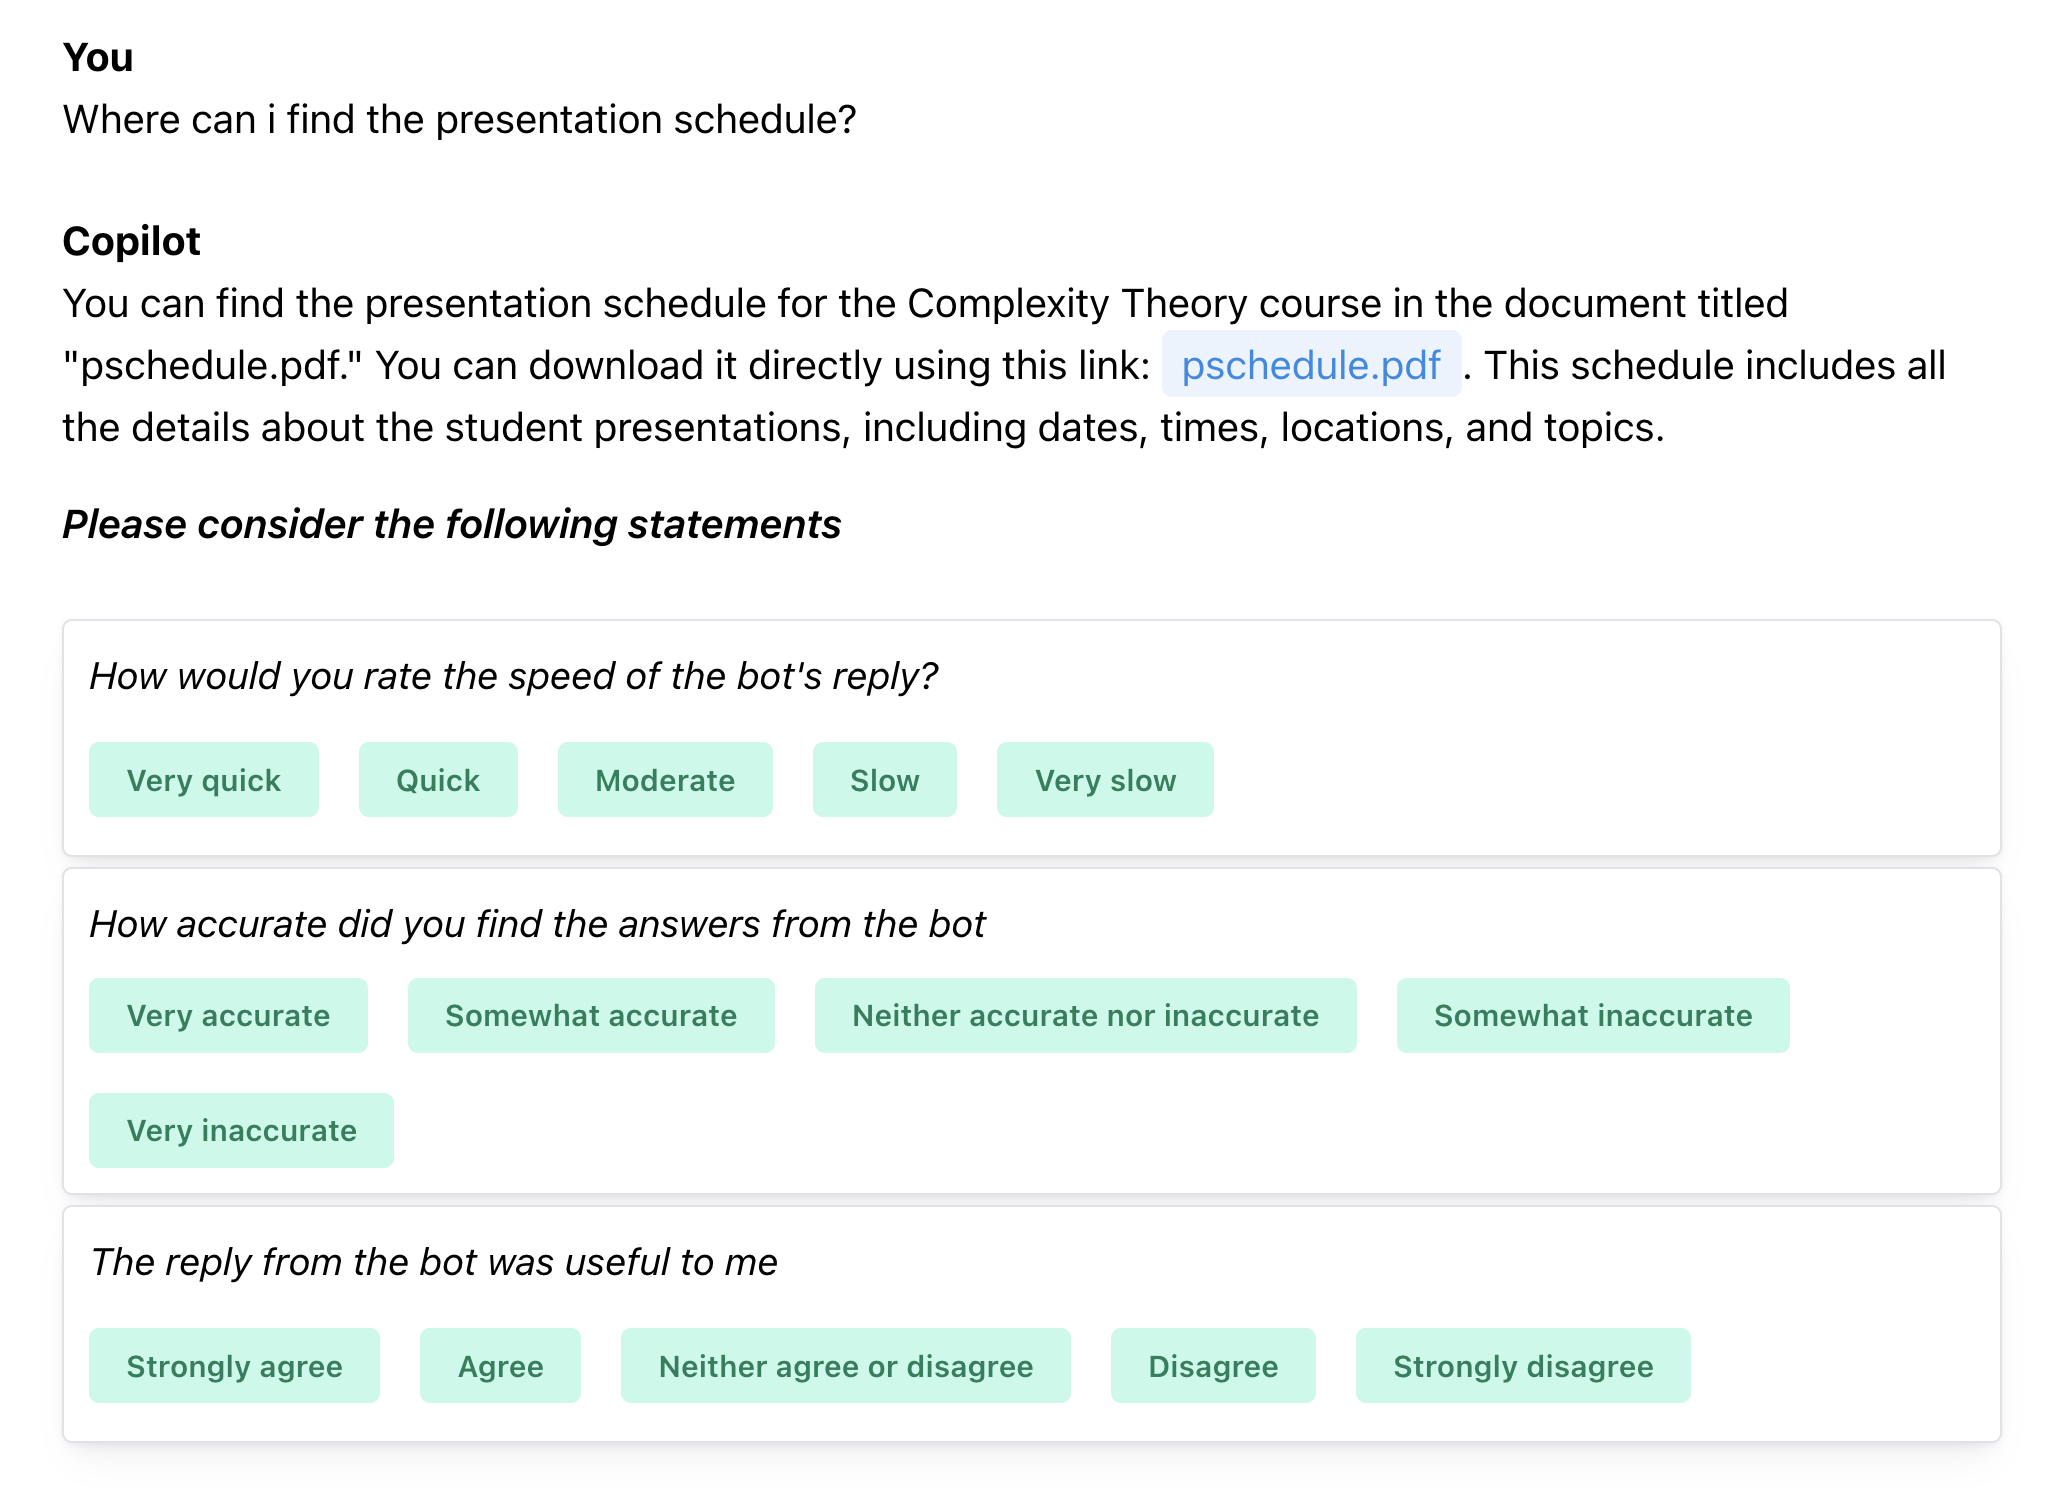 You
Where can i find the presentation schedule?
Copilot
You can find the presentation schedule for the Complexity Theory course in the document titled
"pschedule.pdf." You can download it directly using this link: pschedule.pdf . This schedule includes all
the details about the student presentations, including dates, times, locations, and topics.
Please consider the following statements
How would you rate the speed of the bot's reply?
Very quick Quick Moderate Slow Very slow
How accurate did you find the answers from the bot
Very accurate Somewhat accurate Neither accurate nor inaccurate Somewhat inaccurate
Very inaccurate
The reply from the bot was useful to me
Strongly agree Agree Neither agree or disagree Disagree Strongly disagree